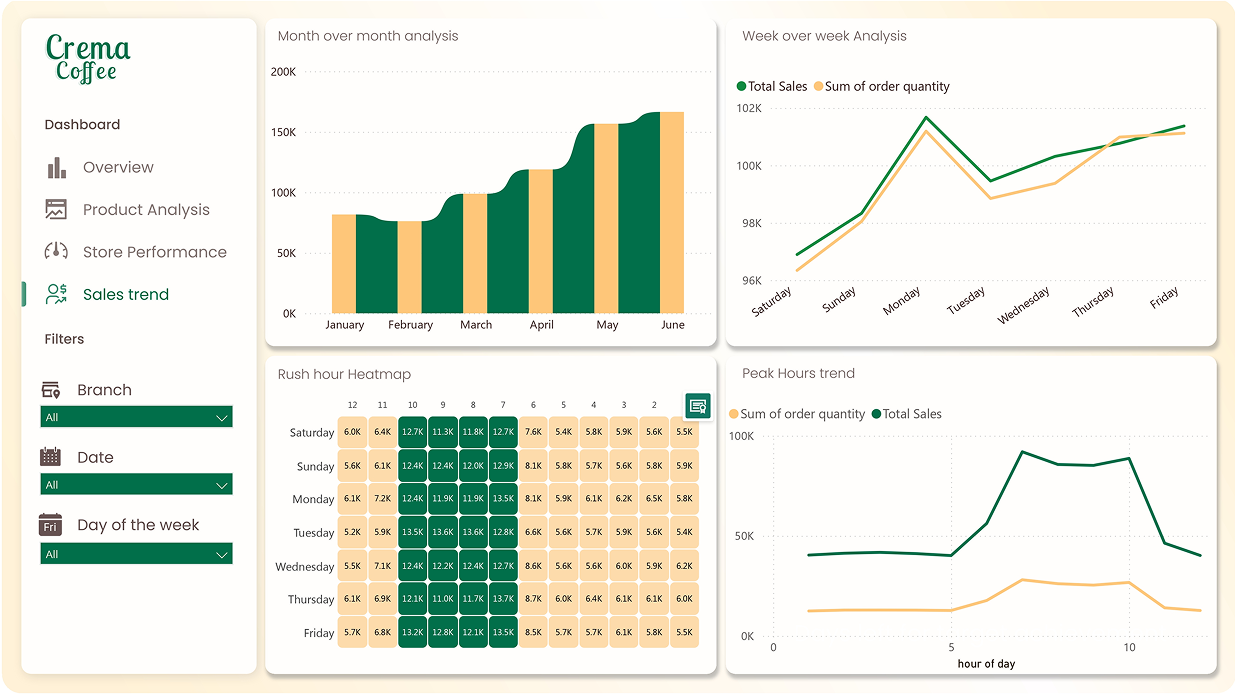 Crema
Coffee
Dashboard
Overview
Product Analysis
Store Performance
Sales trend
Filters
Branch
All
Date
All
Fri
Day of the week
All
Month over month analysis
200K
150K
100K
50K
0K
January February March April May June
Week over week Analysis
Total Sales Sum of order quantity
102K
100K
98K
96K
Saturday Sunday Monday Tuesday Wednesday Thursday Friday
Rush hour Heatmap
12 11 10 9 8 7 6 5 4 3 2
Saturday 6.0K 6.4K 12.7K 11.3K 11.8K 12.7K 7.6K 5.4K 5.8K 5.9K 5.6K 5.5K
Sunday 5.6K 6.1K 12.4K 12.4K 12.0K 12.9K 8.1K 5.8K 5.7K 5.6K 5.8K 5.9K
Monday 6.1K 7.2K 12.4K 11.9K 11.9K 13.5K 8.1K 5.9K 6.1K 6.2K 6.5K 5.8K
Tuesday 5.2K 5.9K 13.5K 13.6K 13.6K 12.8K 6.6K 5.6K 5.7K 5.9K 5.6K 5.4K
Wednesday 5.5K 7.1K 12.4K 12.2K 12.4K 12.7K 8.6K 5.6K 5.6K 6.0K 5.9K 6.2K
Thursday 6.1K 6.9K 12.1K 11.0K 11.7K 13.7K 8.7K 6.0K 6.4K 6.1K 6.1K 6.0K
Friday 5.7K 6.8K 13.2K 12.8K 12.1K 13.5K 8.5K 5.7K 5.7K 6.1K 5.8K 5.5K
Peak Hours trend
Sum of order quantity Total Sales
100K
50K
0K
0 5 10
hour of day